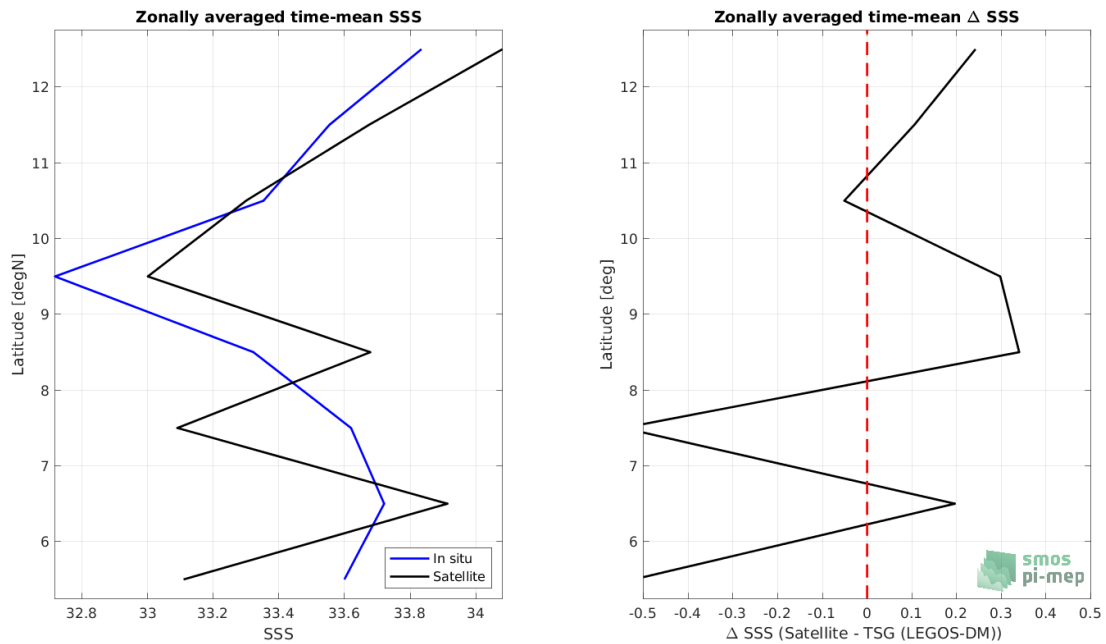 Zonally averaged time-mean SSS
12
11
10
9
8
7
6
Latitude [degN]
32.8 33 33.2 33.4 33.6 33.8 34
SSS
In situ
Satellite
Zonally averaged time-mean Δ SSS
12
11
10
9
8
7
6
Latitude [deg]
-0.5 -0.4 -0.3 -0.2 -0.1 0 0.1 0.2 0.3 0.4 0.5
Δ SSS (Satellite - TSG (LEGOS-DM))
smos
pi-mep